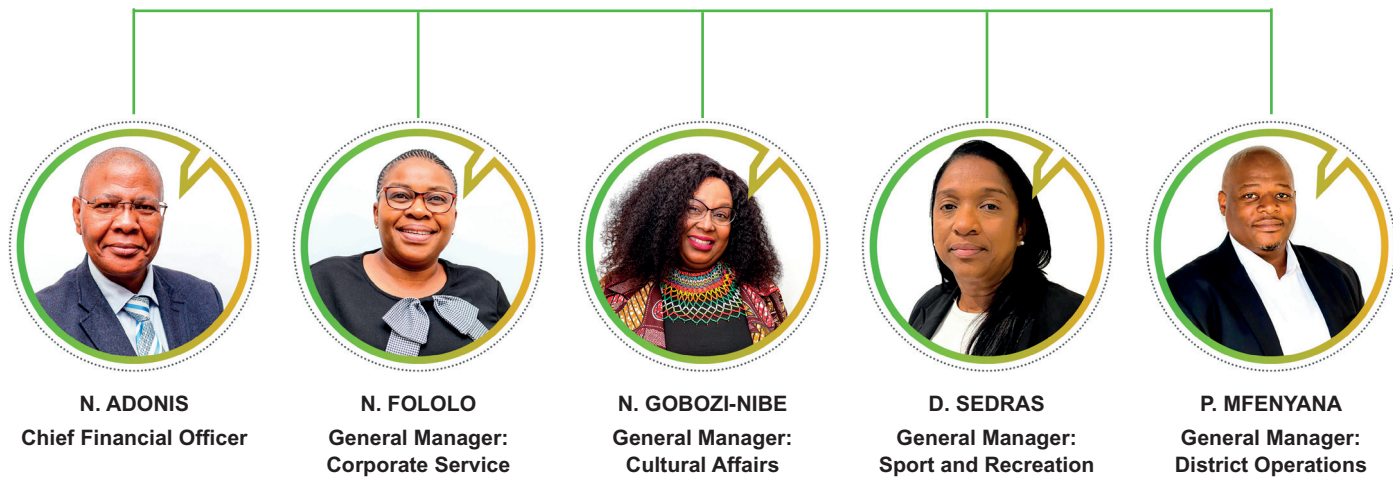 N. ADONIS
Chief Financial Officer
N. FOLOLO
General Manager:
Corporate Service
N. GOBOZI-NIBE
General Manager:
Cultural Affairs
D. SEDRAS
General Manager:
Sport and Recreation
P. MFENYANA
General Manager:
District Operations